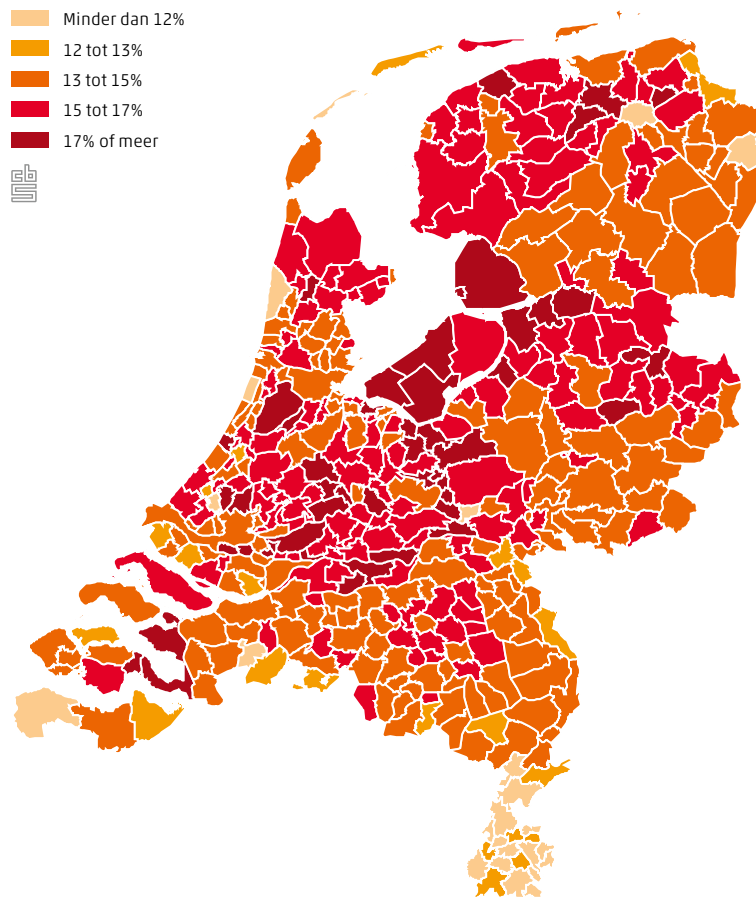 Minder dan 12%
12 tot 13%
13 tot 15%
15 tot 17%
17% of meer